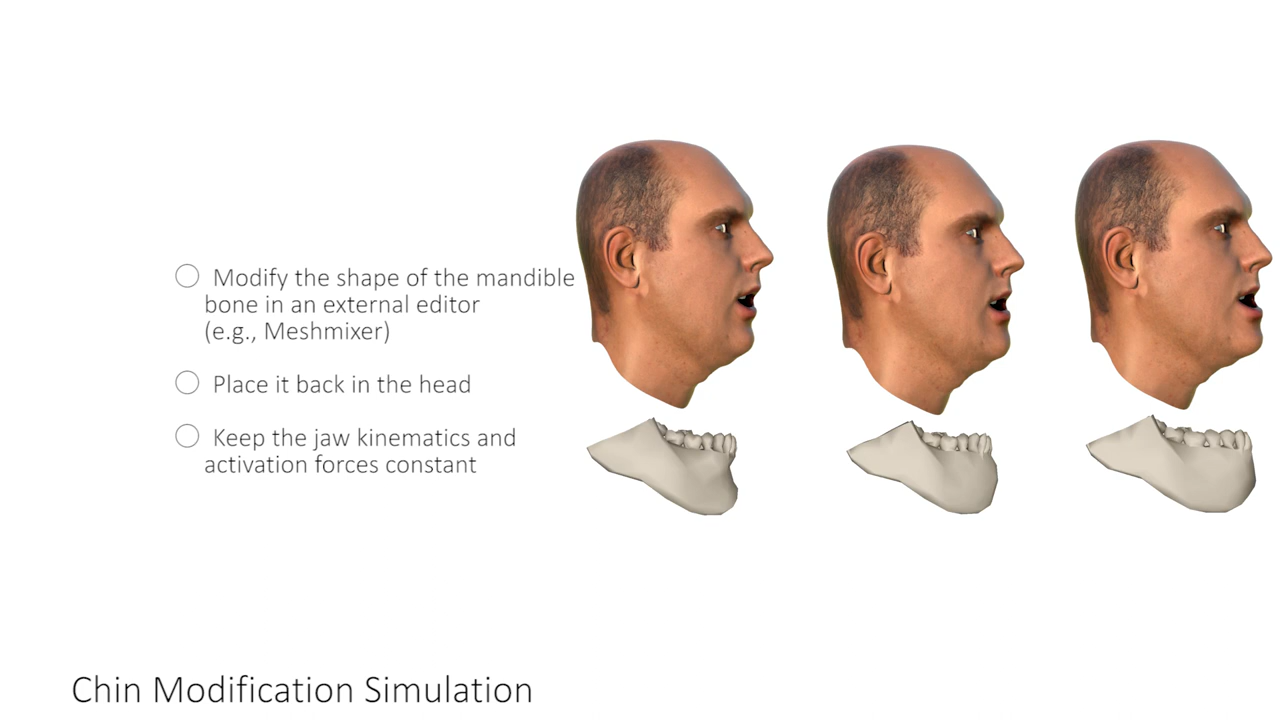 Modify the shape of the mandible
bone in an external editor
(e.g., Meshmixer)
Place it back in the head
Keep the jaw kinematics and
activation forces constant
Chin Modification Simulation